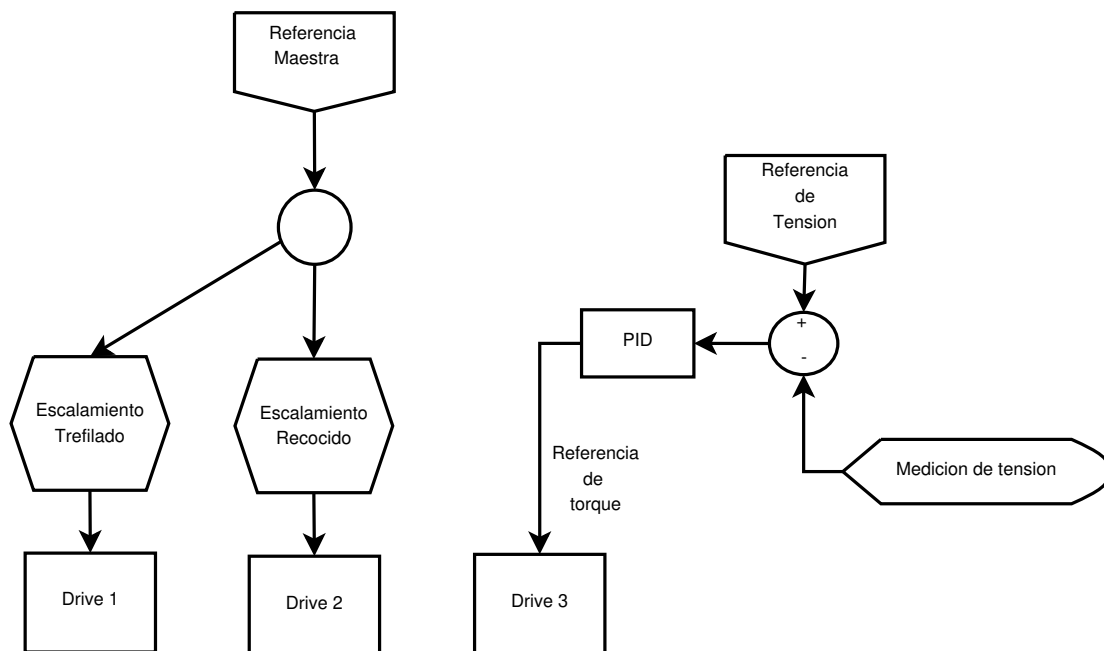 Referencia
Maestra
Referencia
de
Tension
+
-
PID
Escalamiento
Trefilado
Escalamiento
Recocido
Referencia
de
torque
Medicion de tension
Drive 1
Drive 2
Drive 3